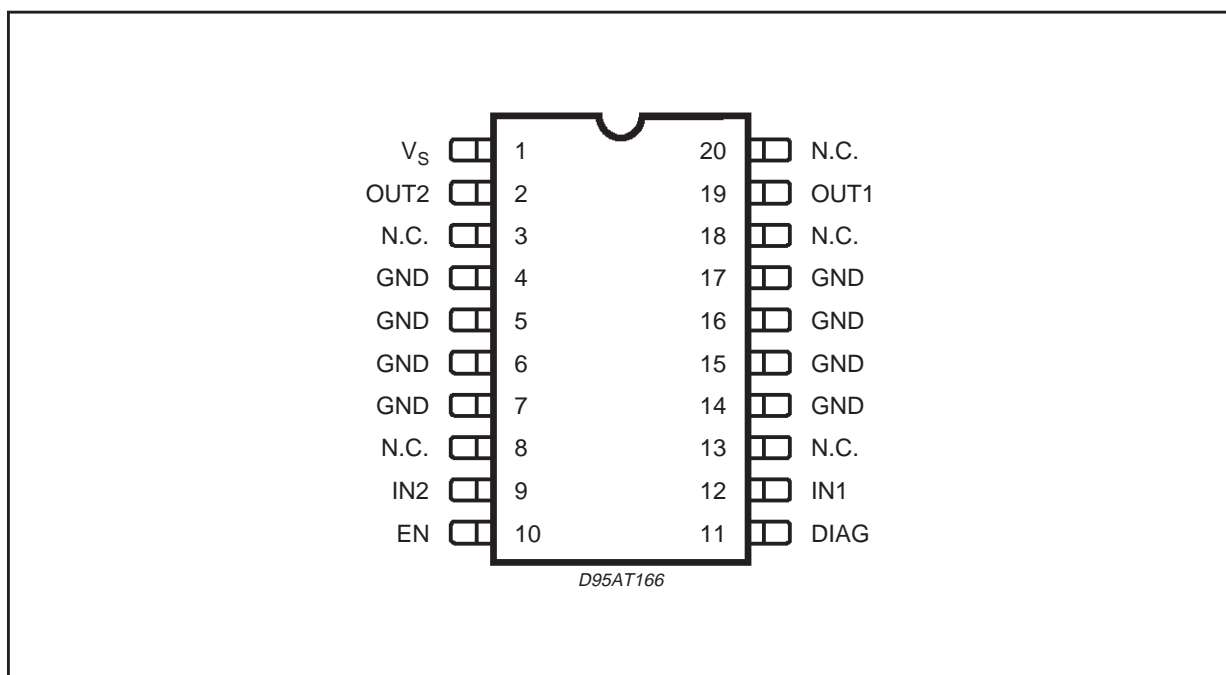 V_S 1 20 N.C.
OUT2 2 19 OUT1
N.C. 3 18 N.C.
GND 4 17 GND
GND 5 16 GND
GND 6 15 GND
GND 7 14 GND
N.C. 8 13 N.C.
IN2 9 12 IN1
EN 10 11 DIAG
D95AT166